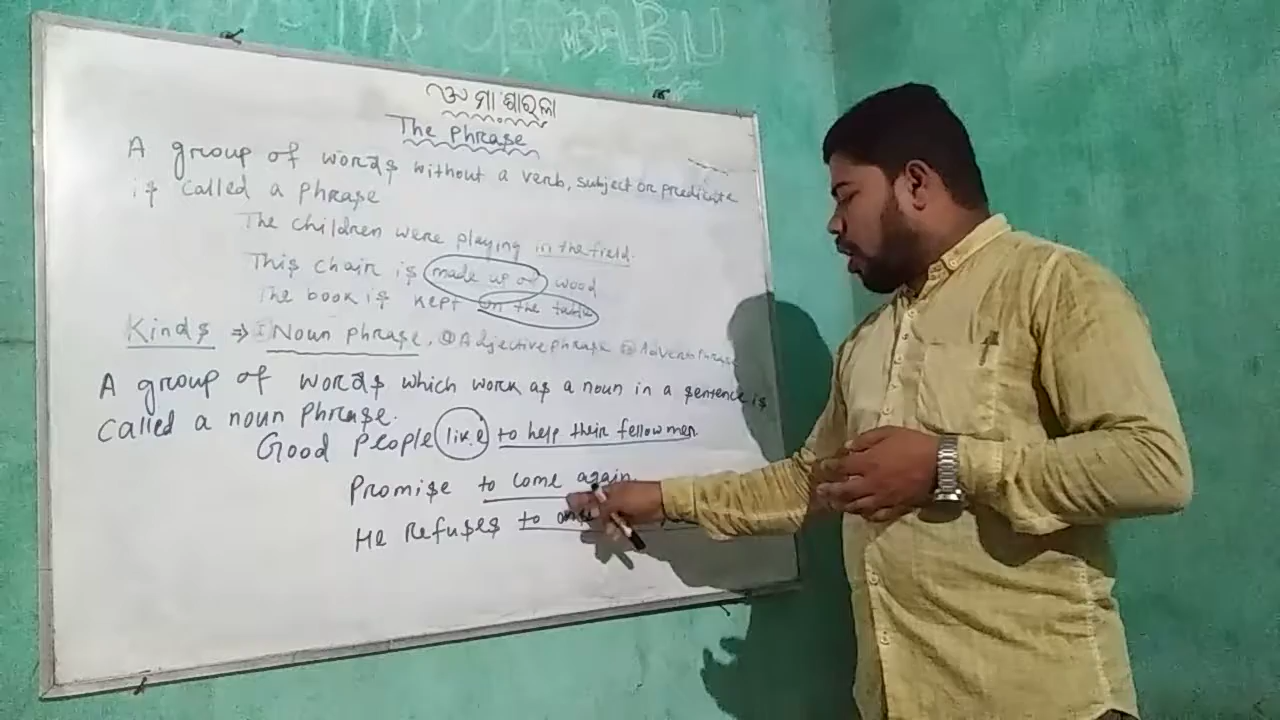 BABU
ମା ଶାରଳା
The Phrase
A group of words without a verb, subject or predicate
is called a phrase
The children were playing in the field.
This chair is made up of wood
The book is kept on the table
Kinds ⇒ ① Noun phrase, ② Adjective phrase ③ Adverb Phrase
A group of words which work as a noun in a sentence is
called a noun phrase.
Good people like to help their fellowmen
Promise to come again.
He Refuses to